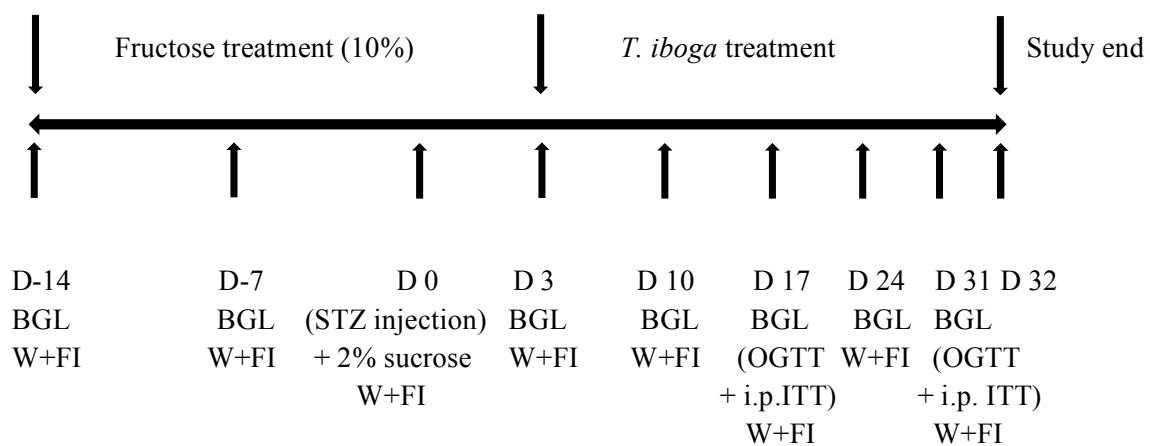 Fructose treatment (10%) T. iboga treatment Study end
D-14 D-7 D 0 D 3 D 10 D 17 D 24 D 31 D 32
BGL BGL (STZ injection) BGL BGL BGL BGL BGL
W+FI W+FI + 2% sucrose W+FI W+FI (OGTT W+FI (OGTT
W+FI + i.p.ITT) + i.p. ITT)
W+FI W+FI